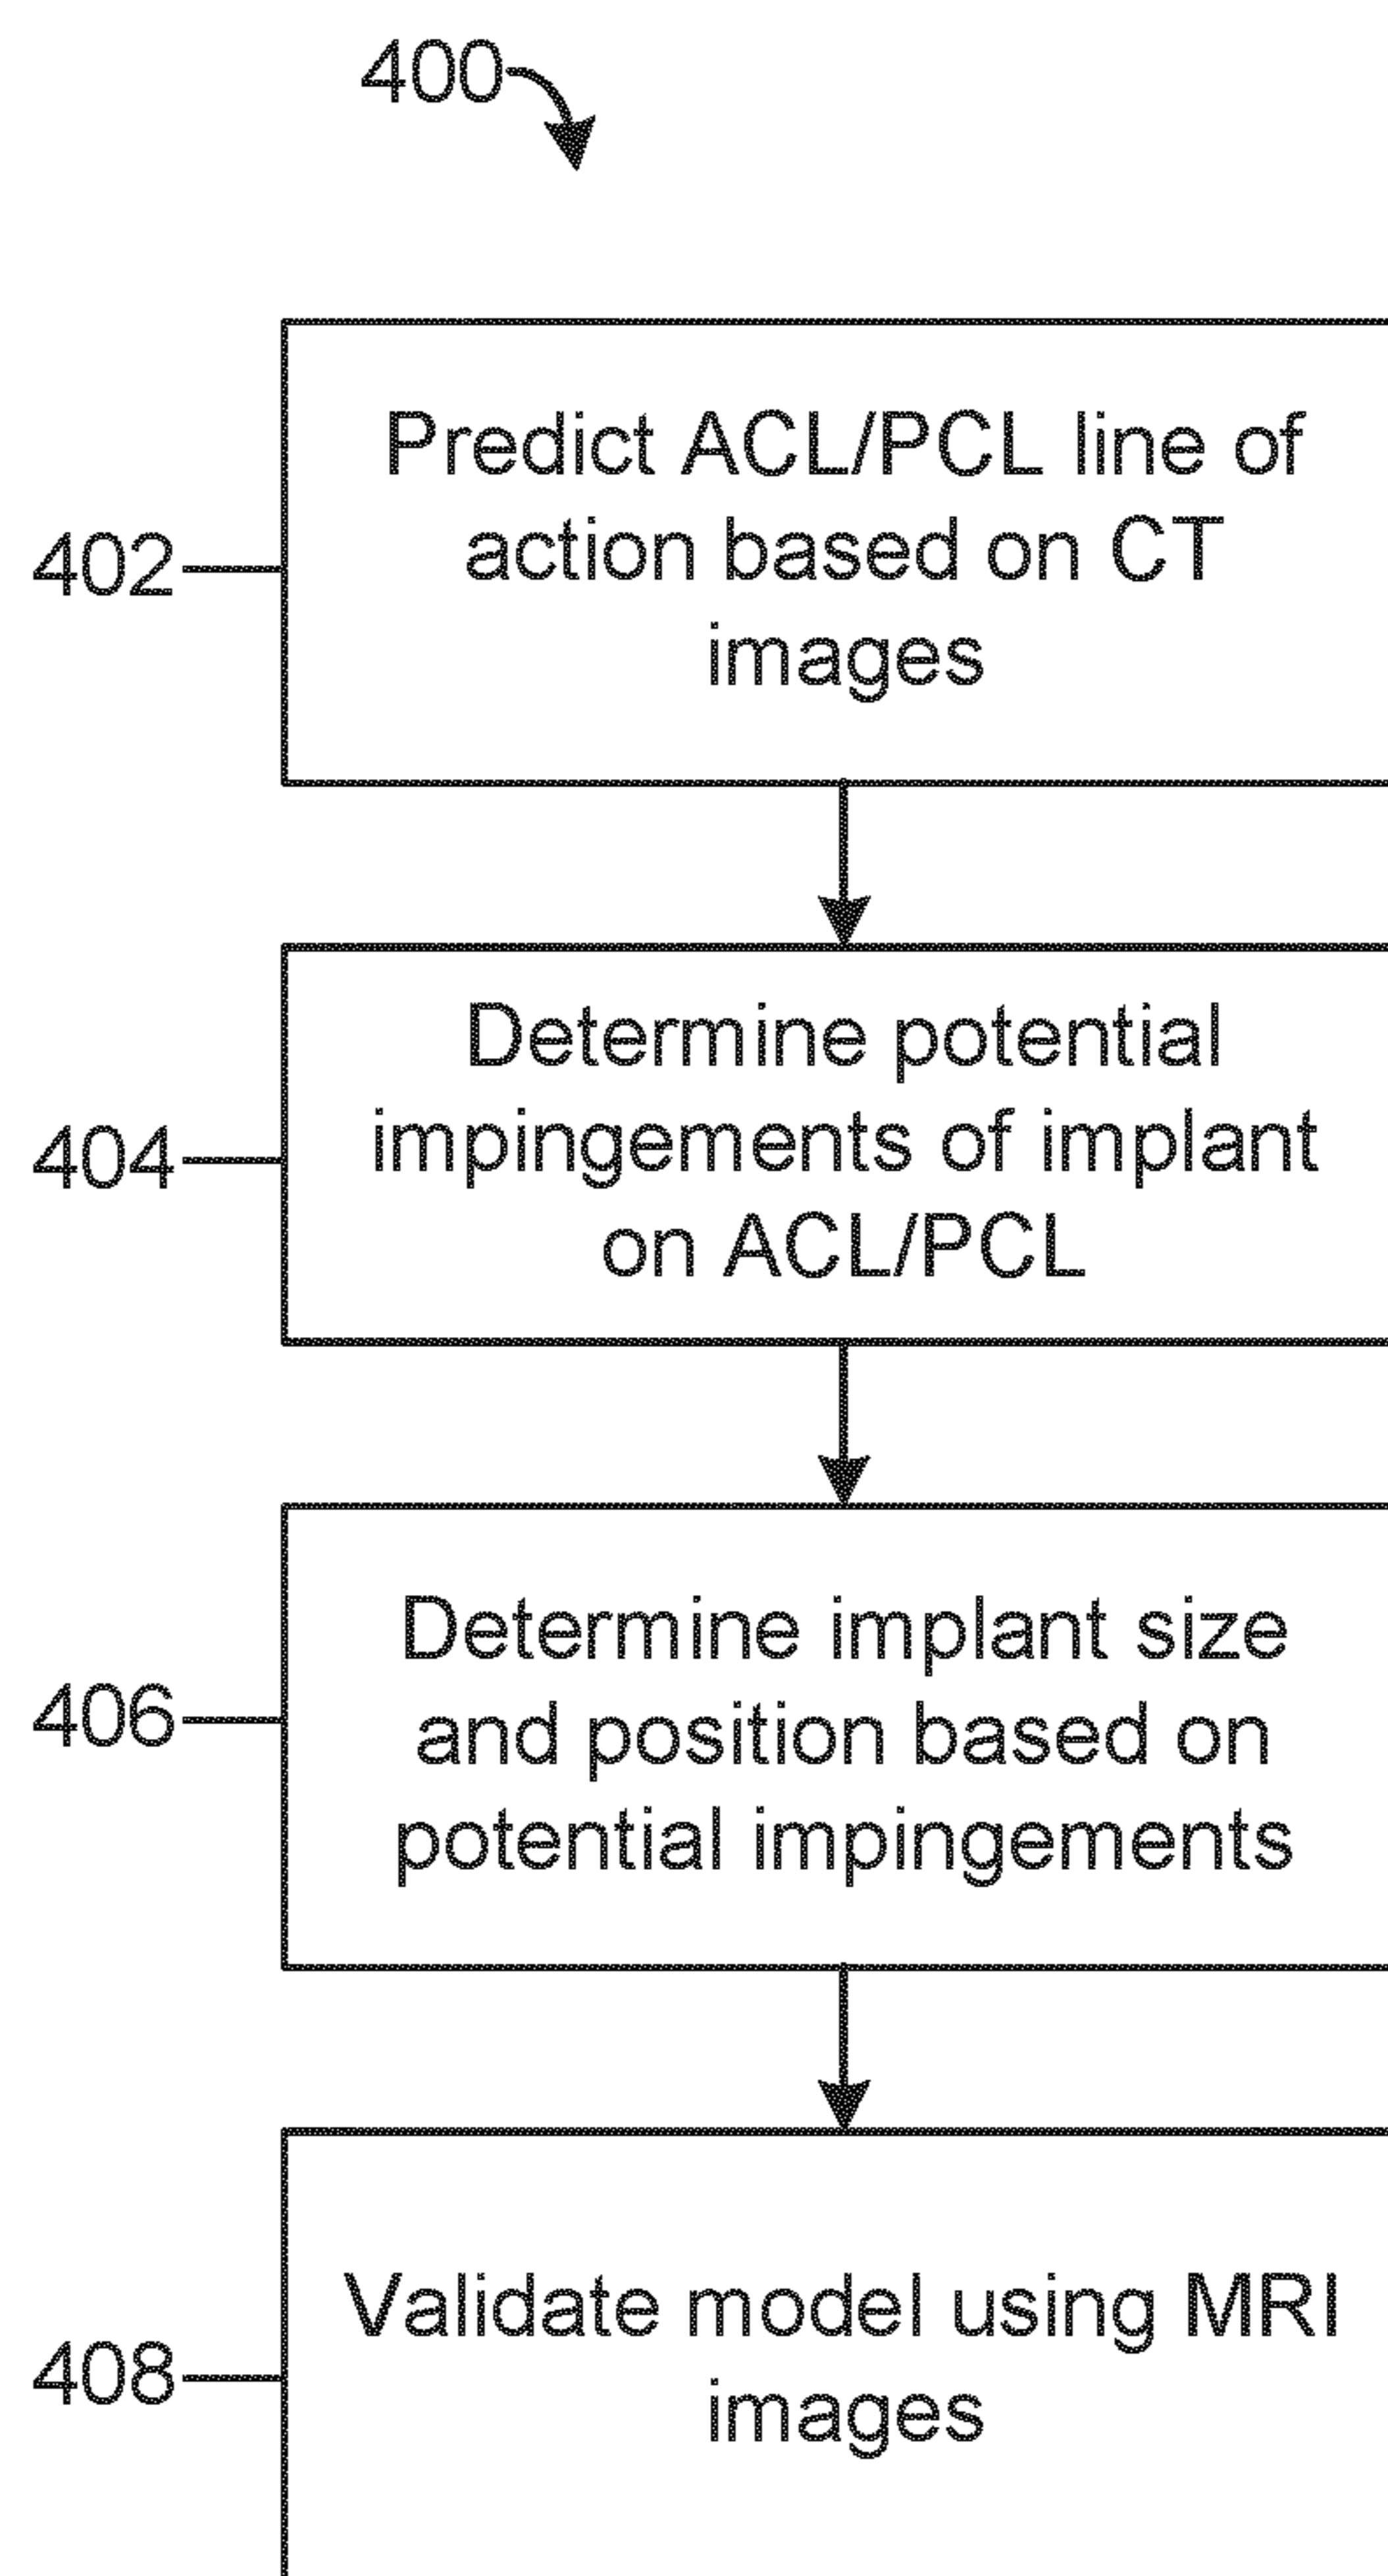 400
Predict ACL/PCL line of
action based on CT
images
402
Determine potential
impingements of implant
on ACL/PCL
404
Determine implant size
and position based on
potential impingements
406
Validate model using MRI
images
408